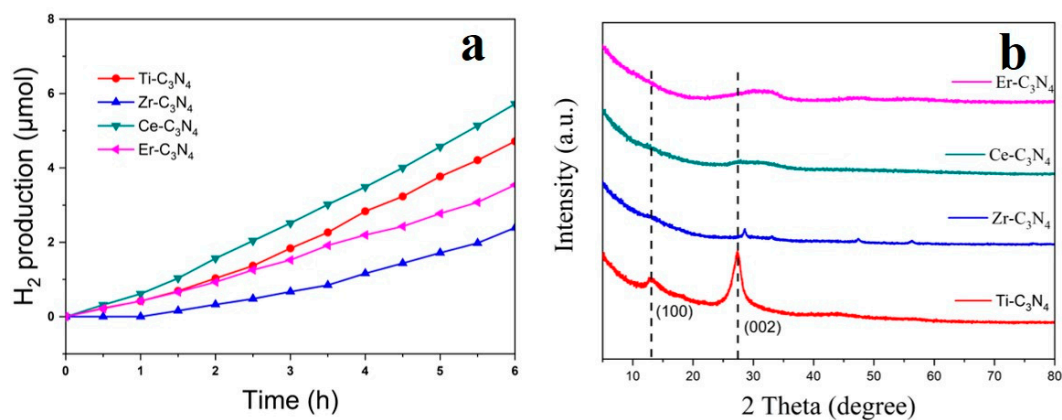 a
8
6
4
2
0
H₂ production (μmol)
Ti-C₃N₄
Zr-C₃N₄
Ce-C₃N₄
Er-C₃N₄
0 1 2 3 4 5 6
Time (h)
b
Intensity (a.u.)
Er-C₃N₄
Ce-C₃N₄
Zr-C₃N₄
Ti-C₃N₄
(100)
(002)
10 20 30 40 50 60 70 80
2 Theta (degree)